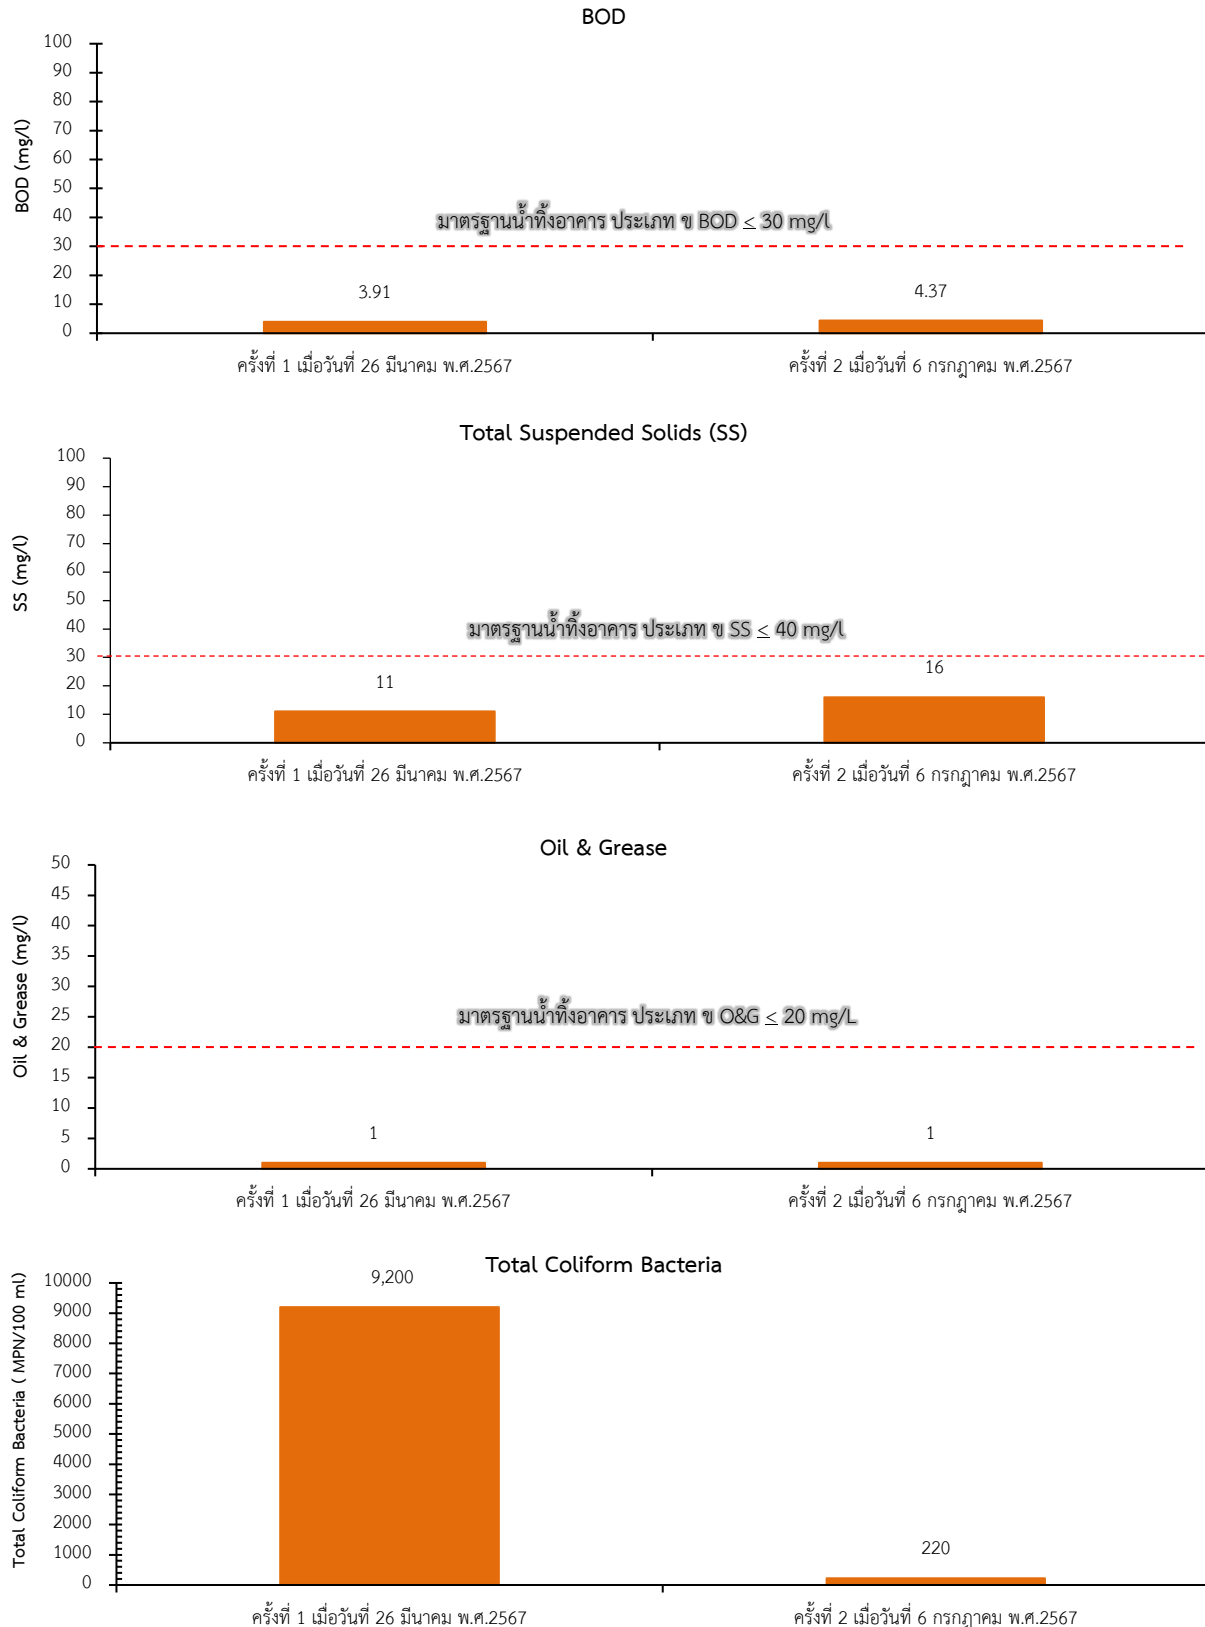 BOD
100
90
80
70
60
50
40
30
20
10
0
BOD (mg/l)
มาตรฐานน้ำทิ้งอาคาร ประเภท ข BOD ≤ 30 mg/l
3.91
4.37
ครั้งที่ 1 เมื่อวันที่ 26 มีนาคม พ.ศ.2567
ครั้งที่ 2 เมื่อวันที่ 6 กรกฎาคม พ.ศ.2567
Total Suspended Solids (SS)
100
90
80
70
60
50
40
30
20
10
0
SS (mg/l)
มาตรฐานน้ำทิ้งอาคาร ประเภท ข SS ≤ 40 mg/l
11
16
ครั้งที่ 1 เมื่อวันที่ 26 มีนาคม พ.ศ.2567
ครั้งที่ 2 เมื่อวันที่ 6 กรกฎาคม พ.ศ.2567
Oil & Grease
50
45
40
35
30
25
20
15
10
5
0
Oil & Grease (mg/l)
มาตรฐานน้ำทิ้งอาคาร ประเภท ข O&G ≤ 20 mg/L
1
1
ครั้งที่ 1 เมื่อวันที่ 26 มีนาคม พ.ศ.2567
ครั้งที่ 2 เมื่อวันที่ 6 กรกฎาคม พ.ศ.2567
Total Coliform Bacteria
10000
9000
8000
7000
6000
5000
4000
3000
2000
1000
0
Total Coliform Bacteria ( MPN/100 ml)
9,200
220
ครั้งที่ 1 เมื่อวันที่ 26 มีนาคม พ.ศ.2567
ครั้งที่ 2 เมื่อวันที่ 6 กรกฎาคม พ.ศ.2567